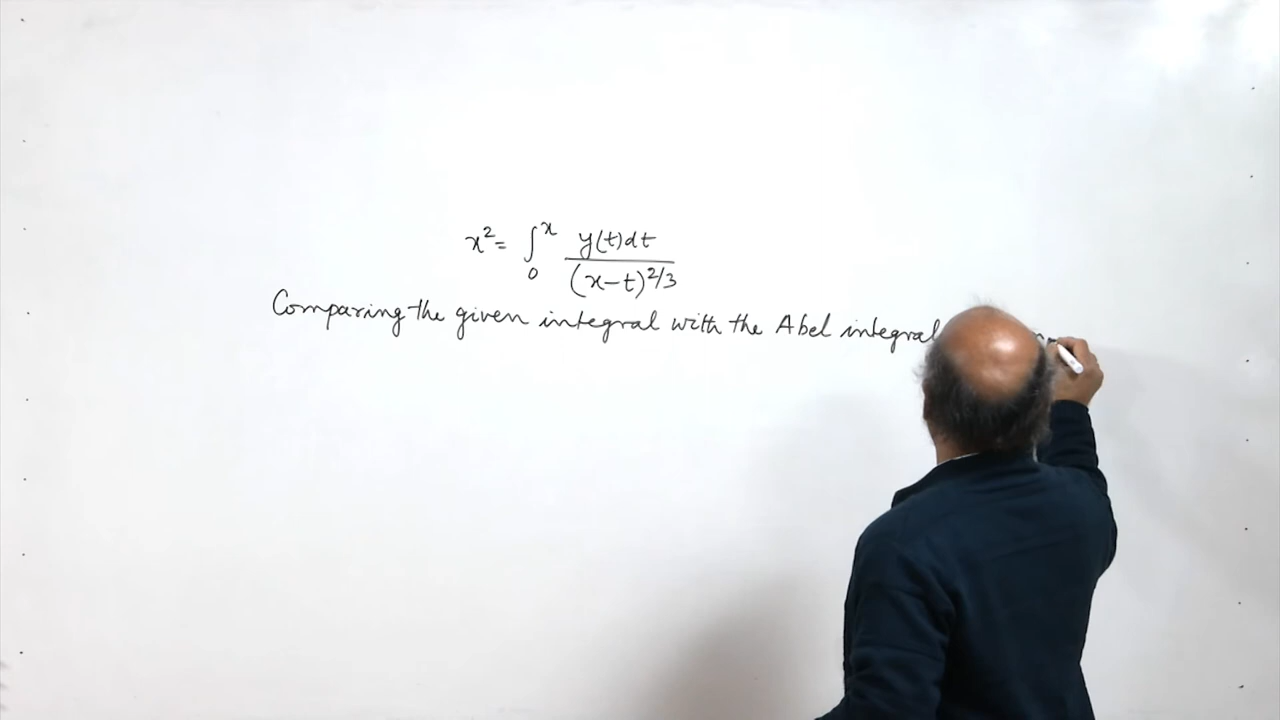 x² = ∫₀ˣ y(t)dt / (x-t)^2/3
Comparing the given integral with the Abel integral